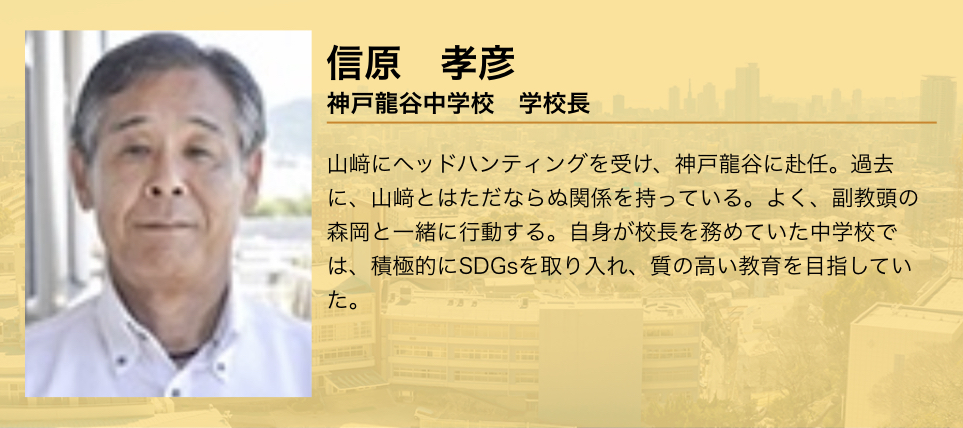 信原　孝彦
神戸龍谷中学校　学校長
山﨑にヘッドハンティングを受け、神戸龍谷に赴任。過去
に、山﨑とはただならぬ関係を持っている。よく、副教頭の
森岡と一緒に行動する。自身が校長を務めていた中学校で
は、積極的にSDGsを取り入れ、質の高い教育を目指してい
た。